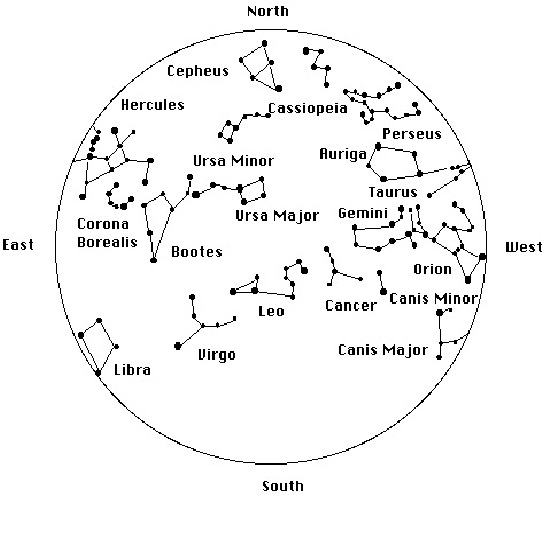 North
Cepheus
Hercules
Cassiopeia
Perseus
Ursa Minor
Auriga
Taurus
Ursa Major
Gemini
Corona
Borealis
Bootes
East
West
Orion
Leo
Cancer
Canis Minor
Virgo
Canis Major
Libra
South